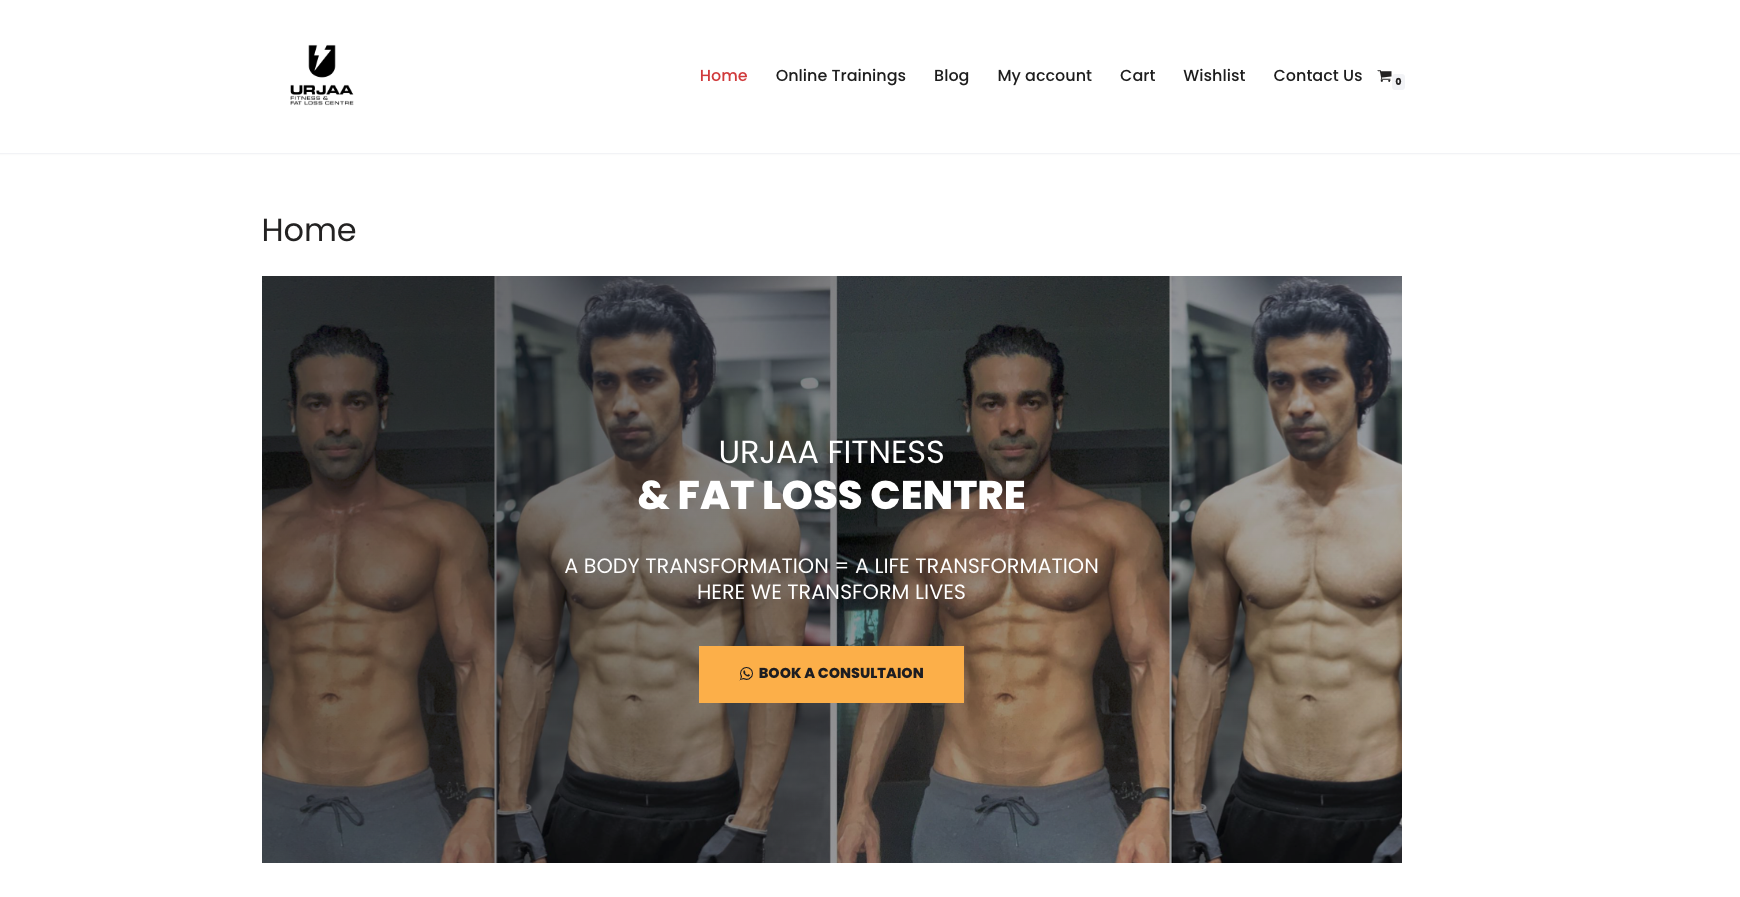 URJAA
FITNESS &
FAT LOSS CENTRE
Home
Online Trainings
Blog
My account
Cart
Wishlist
Contact Us
0
Home
URJAA FITNESS
& FAT LOSS CENTRE
A BODY TRANSFORMATION = A LIFE TRANSFORMATION
HERE WE TRANSFORM LIVES
BOOK A CONSULTAION